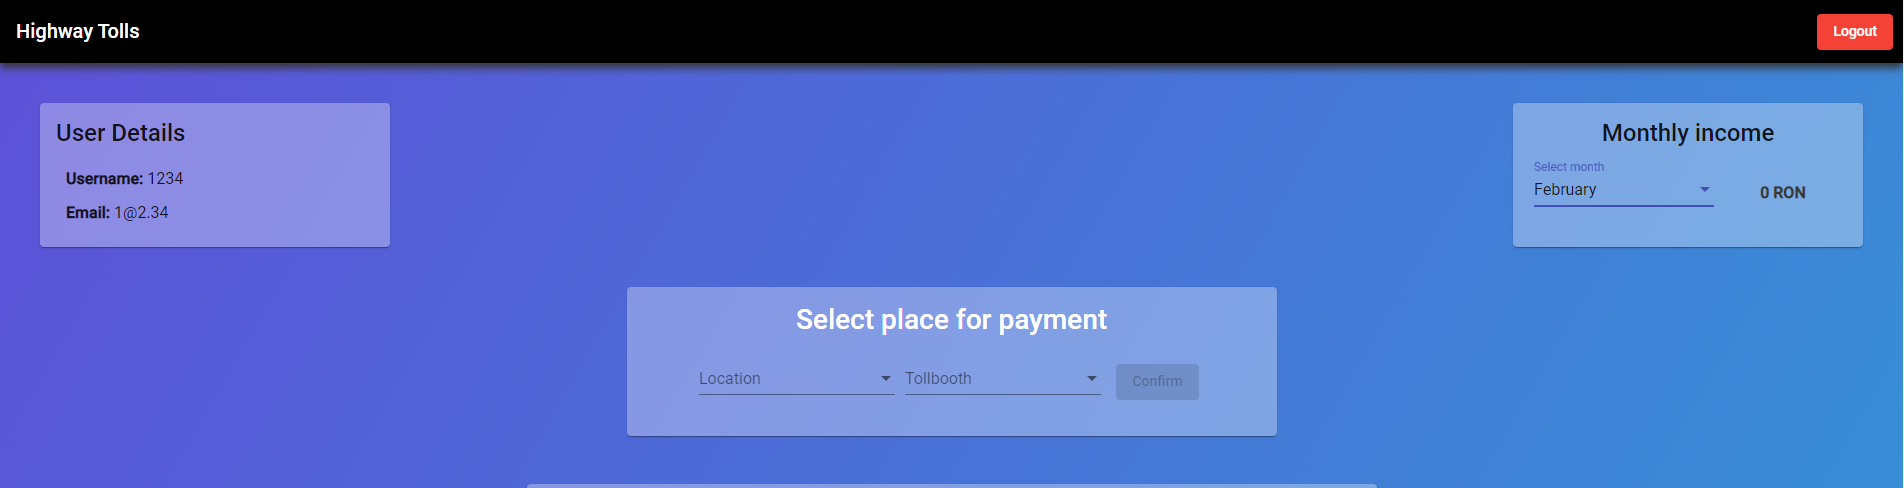 Highway Tolls
Logout
User Details
Username: 1234
Email: 1@2.34
Monthly income
Select month
February
0 RON
Select place for payment
Location
Tollbooth
Confirm